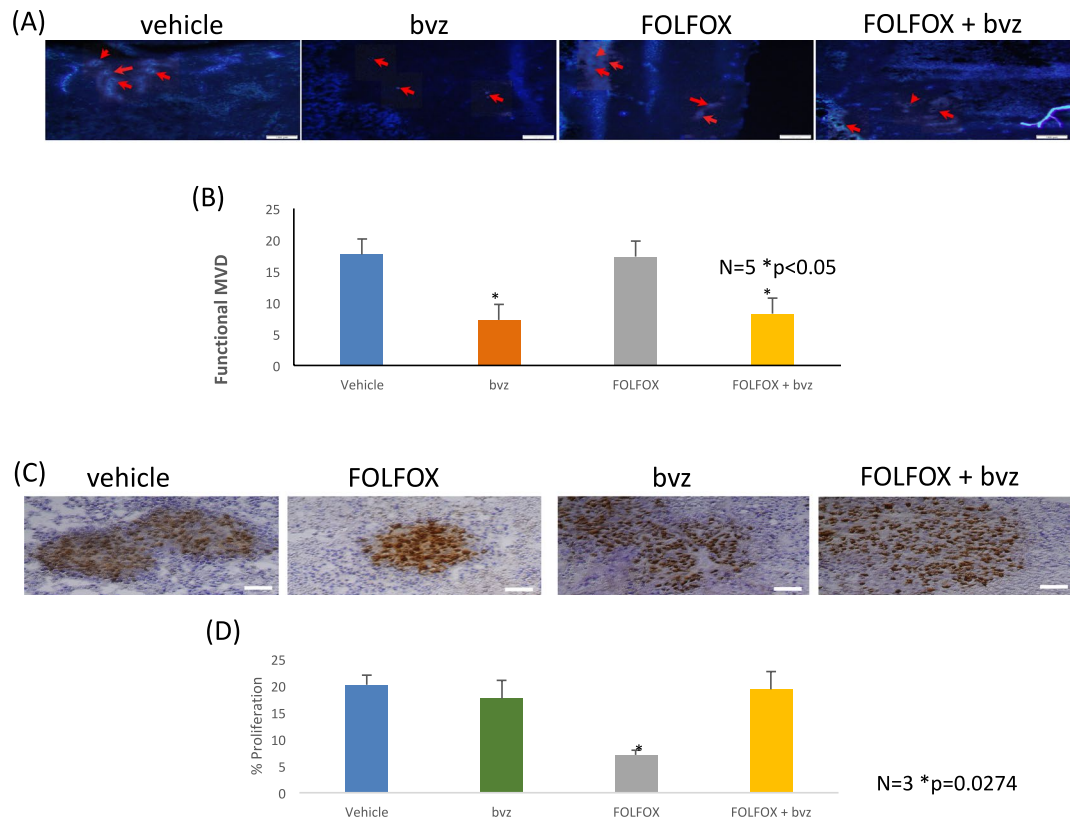 (A)
vehicle bvz FOLFOX FOLFOX + bvz
(B)
Functional MVD
25
20
15
10
5
0
N=5 *p<0.05
* *
Vehicle bvz FOLFOX FOLFOX + bvz
(C)
vehicle FOLFOX bvz FOLFOX + bvz
(D)
% Proliferation
25
20
15
10
5
0
*
N=3 *p=0.0274
Vehicle bvz FOLFOX FOLFOX + bvz